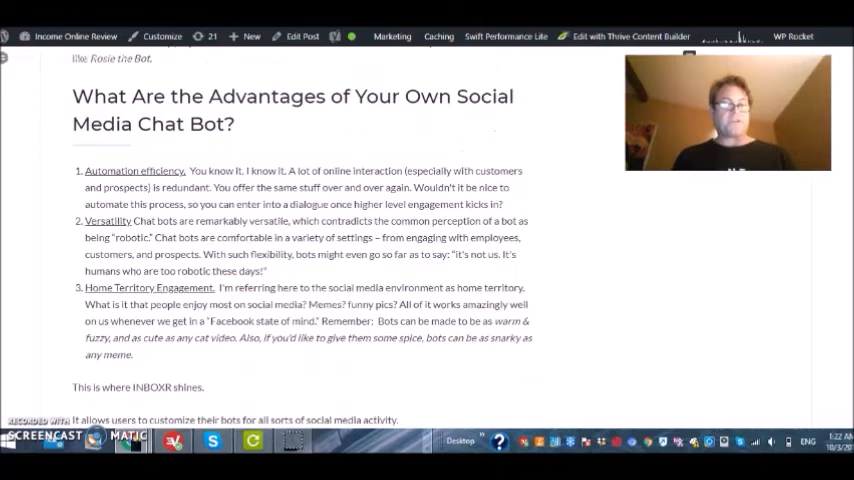 Income Online Review Customize 21 New Edit Post Marketing Caching Swift Performance Lite Edit with Thrive Content Builder WP Rocket
like Rosie the Bot.
What Are the Advantages of Your Own Social
Media Chat Bot?
1. Automation efficiency. You know it. I know it. A lot of online interaction (especially with customers
and prospects) is redundant. You offer the same stuff over and over again. Wouldn't it be nice to
automate this process, so you can enter into a dialogue once higher level engagement kicks in?
2. Versatility Chat bots are remarkably versatile, which contradicts the common perception of a bot as
being "robotic." Chat bots are comfortable in a variety of settings – from engaging with employees,
customers, and prospects. With such flexibility, bots might even go so far as to say: "it's not us. It's
humans who are too robotic these days!"
3. Home Territory Engagement. I'm referring here to the social media environment as home territory.
What is it that people enjoy most on social media? Memes? funny pics? All of it works amazingly well
on us whenever we get in a "Facebook state of mind." Remember: Bots can be made to be as warm &
fuzzy, and as cute as any cat video. Also, if you'd like to give them some spice, bots can be as snarky as
any meme.
This is where INBOXR shines.
It allows users to customize their bots for all sorts of social media activity.
RECORDED WITH
SCREENCAST MATIC
Desktop
ENG
1:22 AM